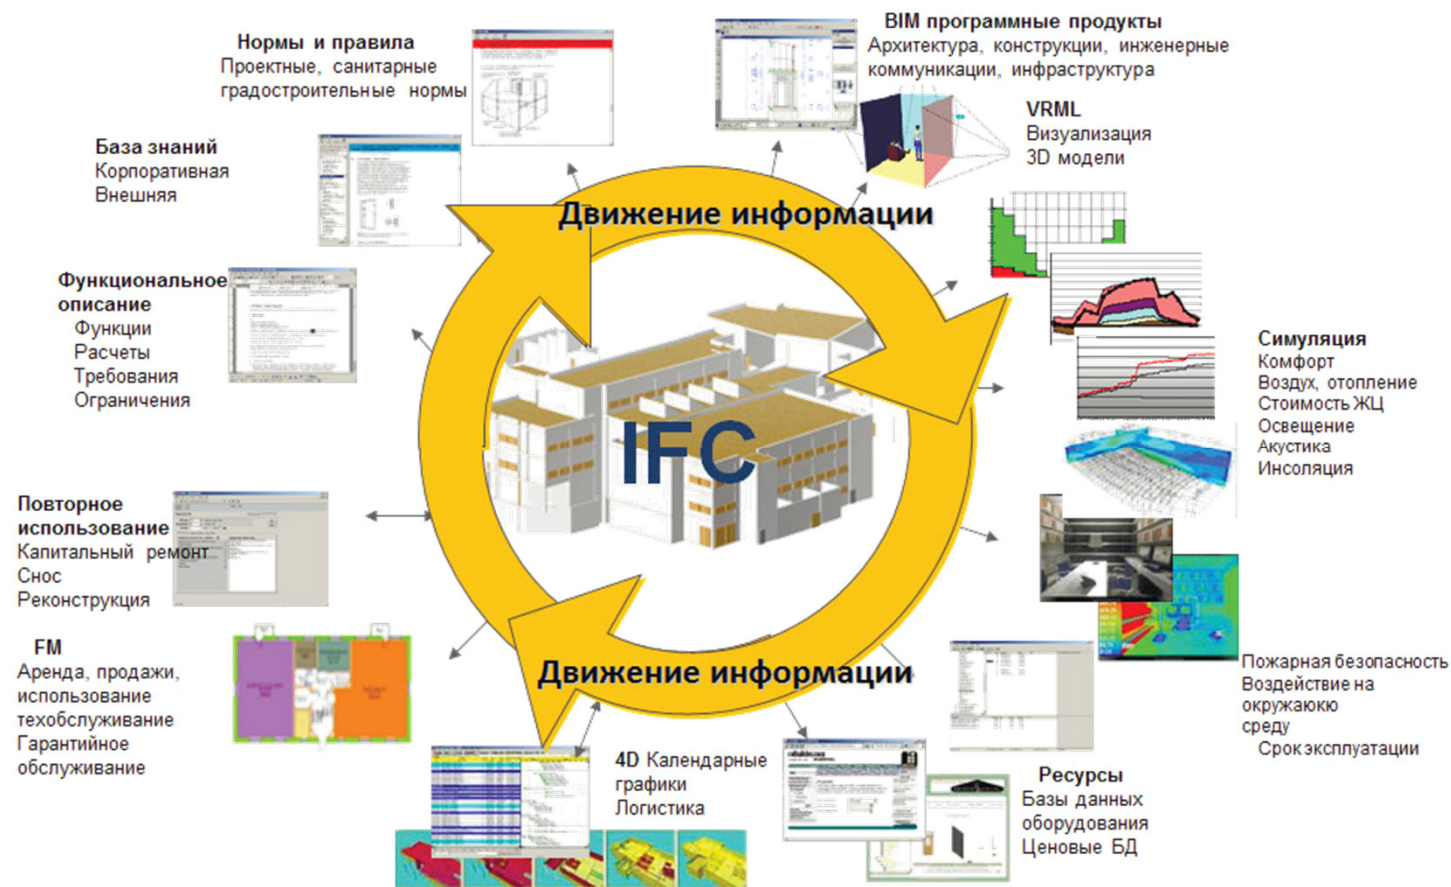 BIM программные продукты
Архитектура, конструкции, инженерные
коммуникации, инфраструктура
Нормы и правила
Проектные, санитарные
градостроительные нормы
VRML
Визуализация
3D модели
База знаний
Корпоративная
Внешняя
Движение информации
Функциональное
описание
Функции
Расчеты
Требования
Ограничения
Симуляция
Комфорт
Воздух, отопление
Стоимость ЖЦ
Освещение
Акустика
Инсоляция
IFC
Повторное
использование
Капитальный ремонт
Снос
Реконструкция
FM
Аренда, продажи,
использование
техобслуживание
Гарантийное
обслуживание
Движение информации
Пожарная безопасность
Воздействие на
окружаюкю
среду
Срок эксплуатации
4D Календарные
графики
Логистика
Ресурсы
Базы данных
оборудования
Ценовые БД